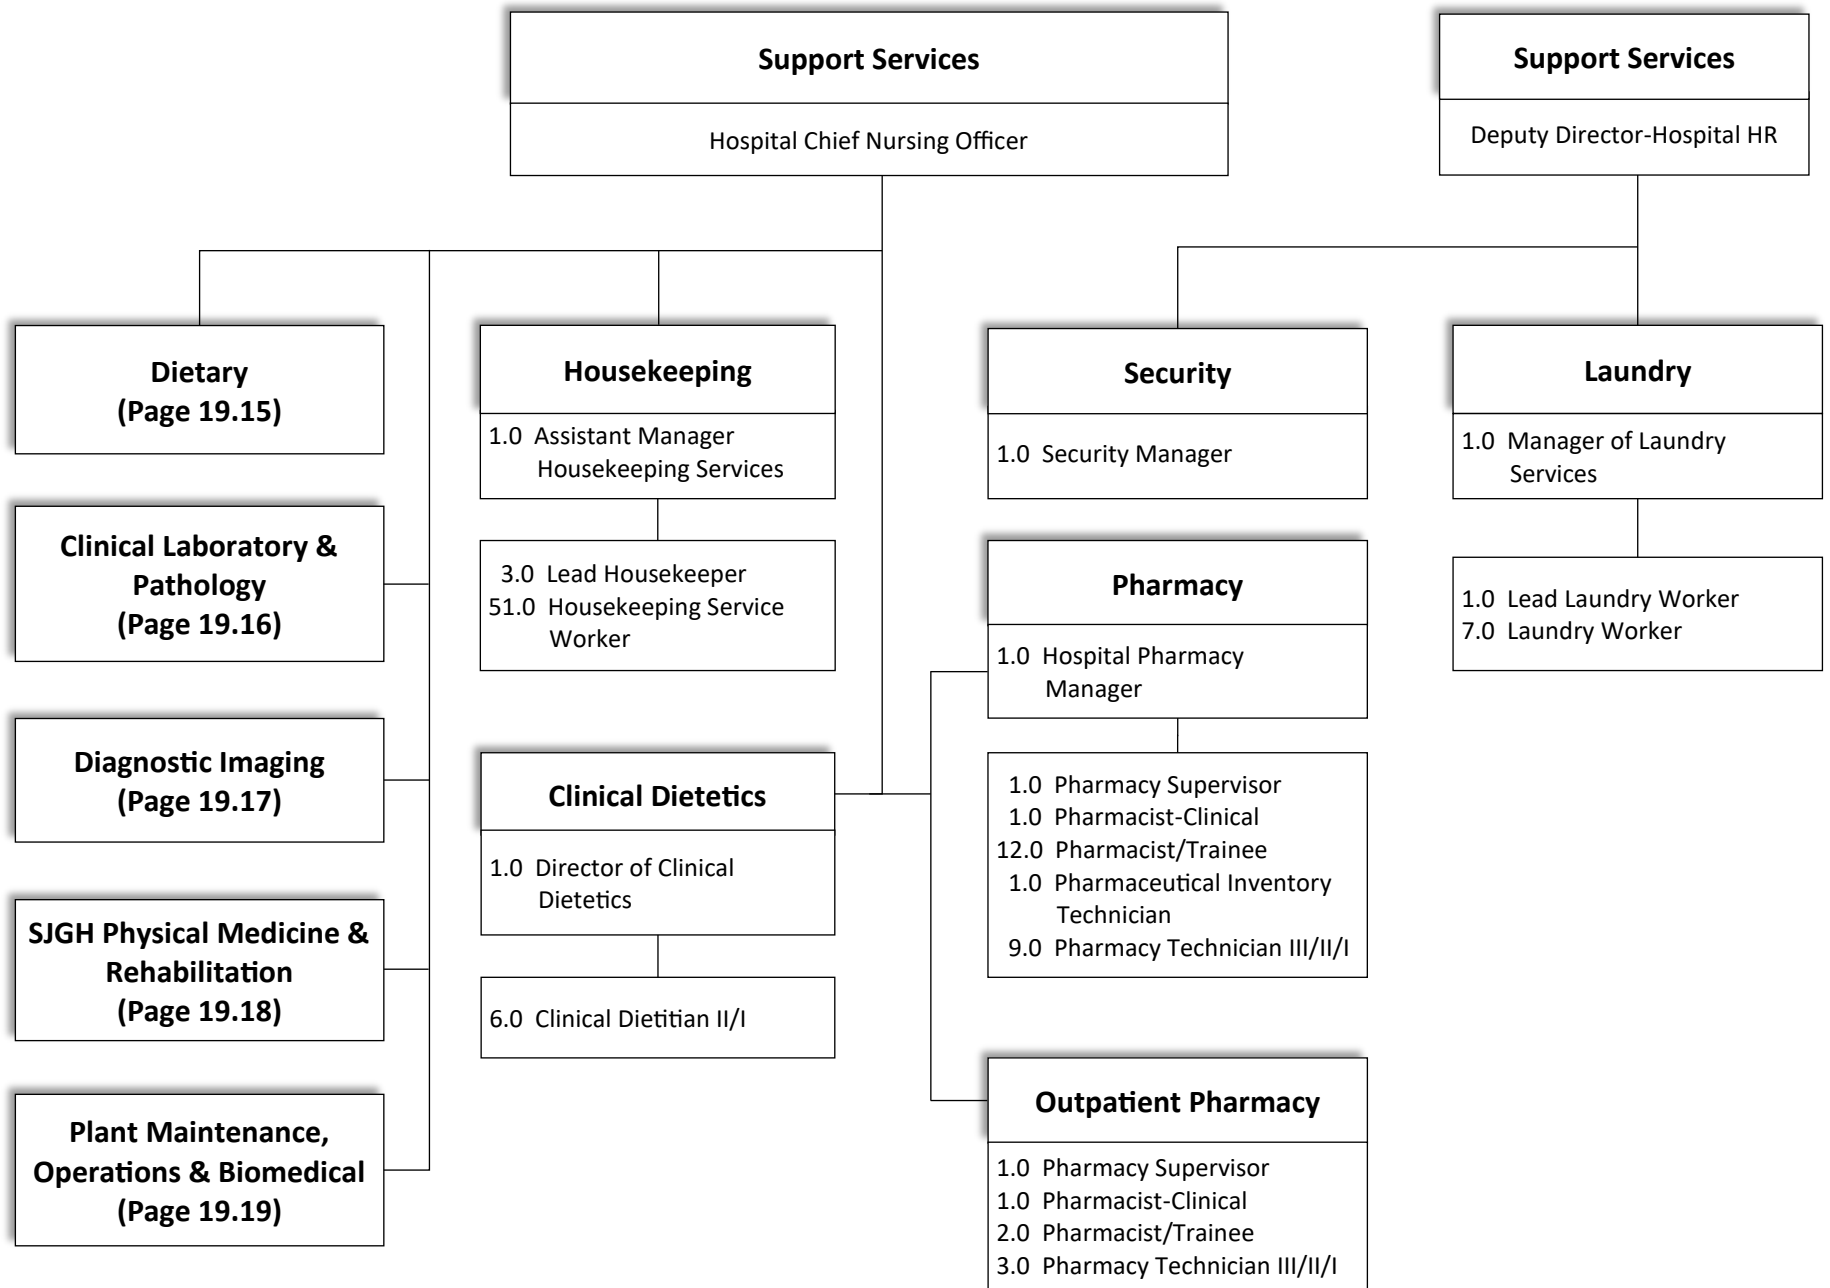 Support Services
Hospital Chief Nursing Officer
Support Services
Deputy Director-Hospital HR
Dietary
(Page 19.15)
Clinical Laboratory &
Pathology
(Page 19.16)
Diagnostic Imaging
(Page 19.17)
SJGH Physical Medicine &
Rehabilitation
(Page 19.18)
Plant Maintenance,
Operations & Biomedical
(Page 19.19)
Housekeeping
1.0 Assistant Manager
Housekeeping Services
3.0 Lead Housekeeper
51.0 Housekeeping Service
Worker
Clinical Dietetics
1.0 Director of Clinical
Dietetics
6.0 Clinical Dietitian II/I
Security
1.0 Security Manager
Pharmacy
1.0 Hospital Pharmacy
Manager
1.0 Pharmacy Supervisor
1.0 Pharmacist-Clinical
12.0 Pharmacist/Trainee
1.0 Pharmaceutical Inventory
Technician
9.0 Pharmacy Technician III/II/I
Outpatient Pharmacy
1.0 Pharmacy Supervisor
1.0 Pharmacist-Clinical
2.0 Pharmacist/Trainee
3.0 Pharmacy Technician III/II/I
Laundry
1.0 Manager of Laundry
Services
1.0 Lead Laundry Worker
7.0 Laundry Worker